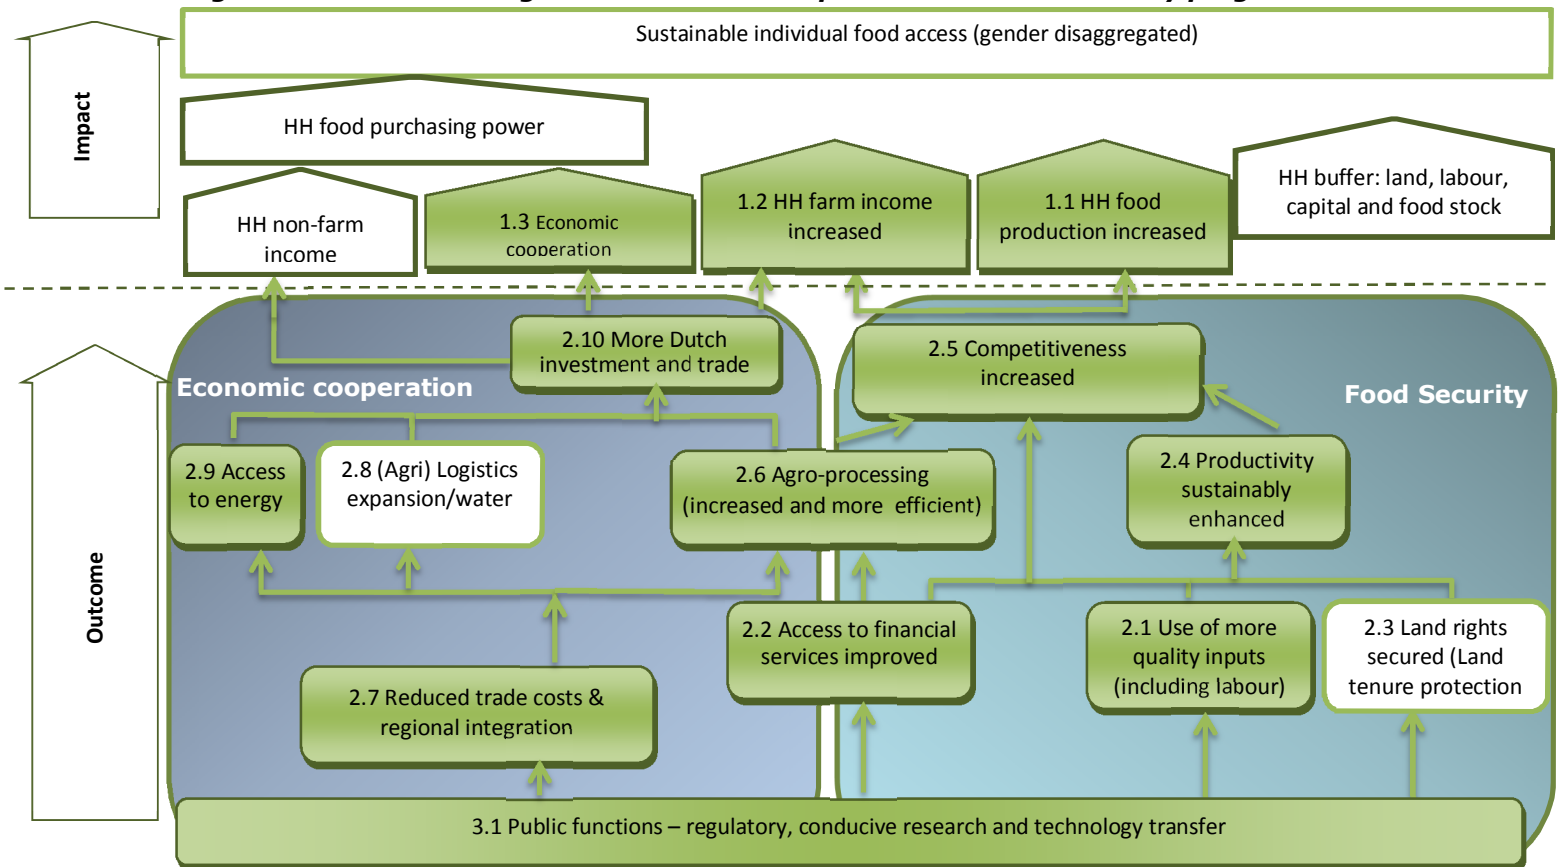 Sustainable individual food access (gender disaggregated)
Impact
HH food purchasing power
HH non-farm
income
1.3 Economic
cooperation
1.2 HH farm income
increased
1.1 HH food
production increased
HH buffer: land, labour,
capital and food stock
Outcome
Economic cooperation
Food Security
2.10 More Dutch
investment and trade
2.5 Competitiveness
increased
2.9 Access
to energy
2.8 (Agri) Logistics
expansion/water
2.6 Agro-processing
(increased and more efficient)
2.4 Productivity
sustainably
enhanced
2.7 Reduced trade costs &
regional integration
2.2 Access to financial
services improved
2.1 Use of more
quality inputs
(including labour)
2.3 Land rights
secured (Land
tenure protection
3.1 Public functions – regulatory, conducive research and technology transfer